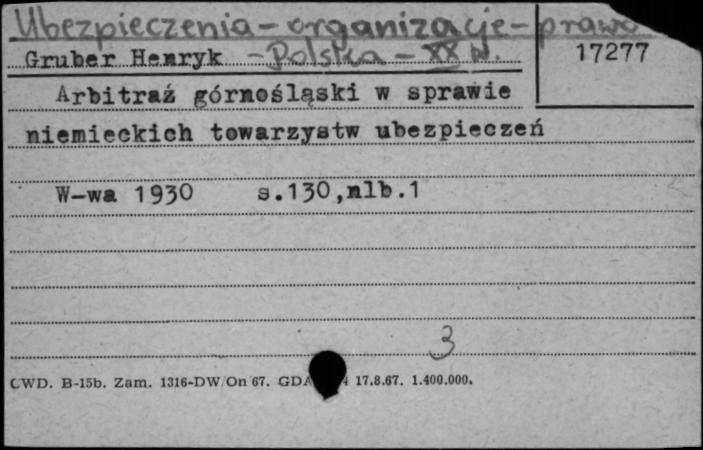 Ubezpieczenia - organizacje - prawo
- Polska - XX w.
17277
Gruber Henryk
Arbitraż górnośląski w sprawie
niemieckich towarzystw ubezpieczeń
W-wa 1930 s.130,nlb.1
3
CWD. B-15b. Zam. 1316-DW/On 67. 17.8.67. 1.400.000.